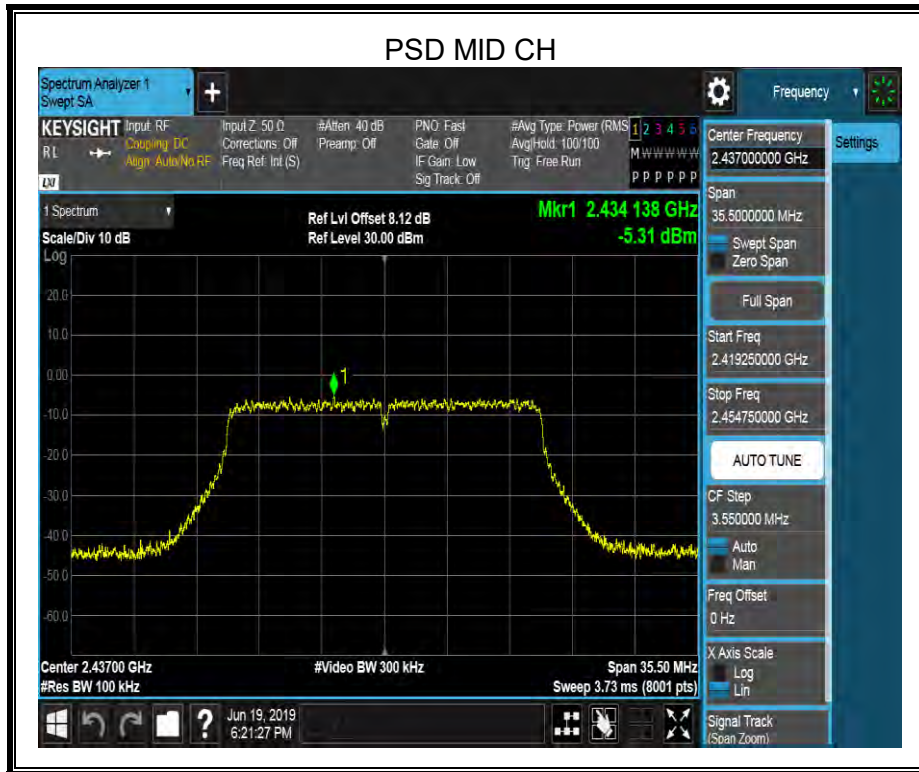 PSD MID CH
Spectrum Analyzer 1
Swept SA
+
Frequency
KEYSIGHT
RL
LXI
Input: RF
Coupling: DC
Align: Auto/No RF
Input Z: 50 Ω
Corrections: Off
Freq Ref: Int (S)
#Atten: 40 dB
Preamp: Off
PNO: Fast
Gate: Off
IF Gain: Low
Sig Track: Off
#Avg Type: Power (RMS
Avg|Hold: 100/100
Trig: Free Run
1 2 3 4 5 6
M W W W W W
P P P P P P
Center Frequency
2.437000000 GHz
Settings
Span
35.5000000 MHz
Swept Span
Zero Span
Full Span
Start Freq
2.419250000 GHz
Stop Freq
2.454750000 GHz
AUTO TUNE
CF Step
3.550000 MHz
Auto
Man
Freq Offset
0 Hz
X Axis Scale
Log
Lin
Signal Track
(Span Zoom)
1 Spectrum
Scale/Div 10 dB
Ref Lvl Offset 8.12 dB
Ref Level 30.00 dBm
Mkr1 2.434 138 GHz
-5.31 dBm
Log
20.0
10.0
0.00
-10.0
-20.0
-30.0
-40.0
-50.0
-60.0
1
Center 2.43700 GHz
#Res BW 100 kHz
#Video BW 300 kHz
Span 35.50 MHz
Sweep 3.73 ms (8001 pts)
?
Jun 19, 2019
6:21:27 PM